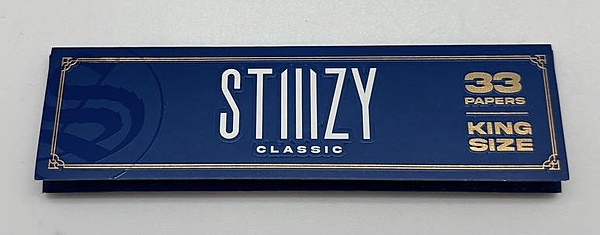 STIIIZY
CLASSIC
33
PAPERS
KING
SIZE